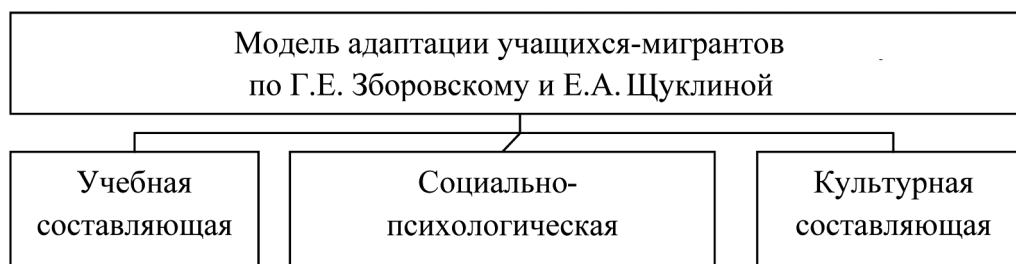 Модель адаптации учащихся-мигрантов
по Г.Е. Зборовскому и Е.А. Щуклиной
Учебная
составляющая
Социально-
психологическая
Культурная
составляющая